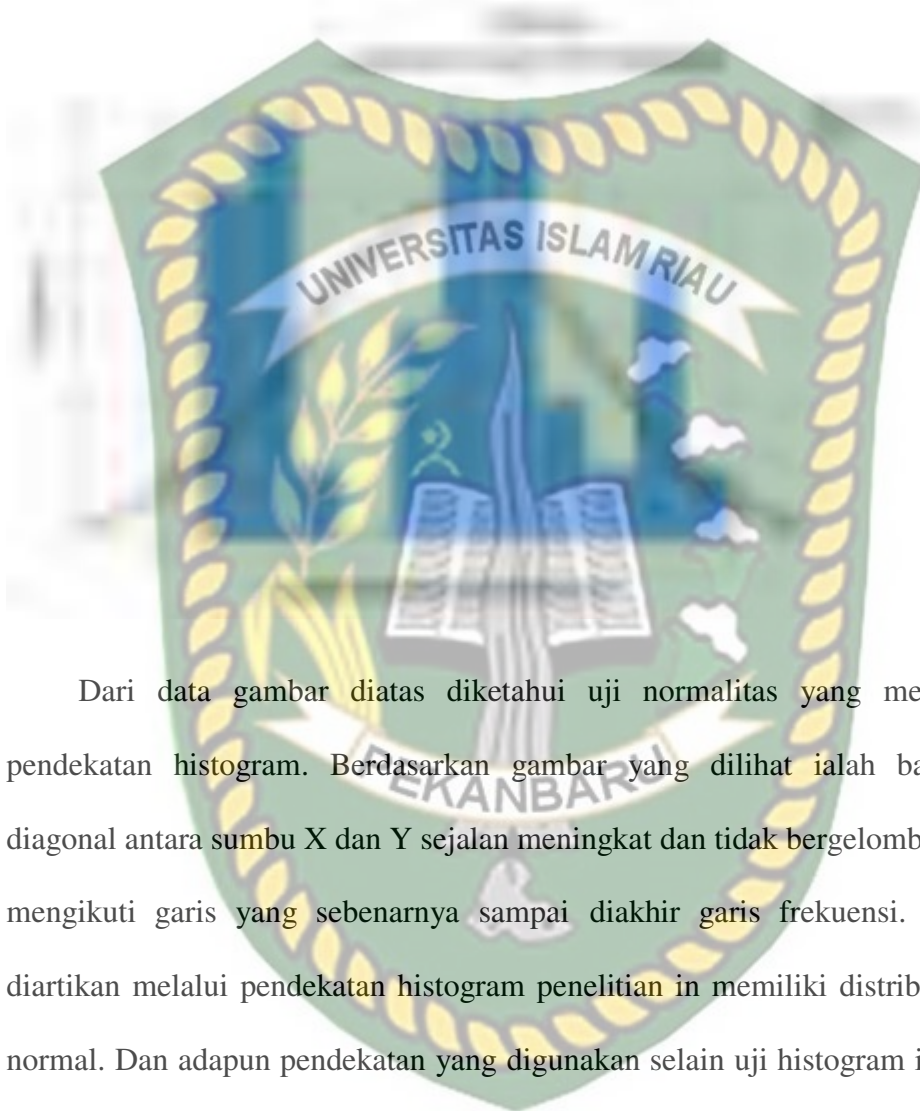 UNIVERSITAS ISLAM RIAU
Dari data gambar diatas diketahui uji normalitas yang me
pendekatan histogram. Berdasarkan gambar yang dilihat ialah ba
diagonal antara sumbu X dan Y sejalan meningkat dan tidak bergelomb
PEKANBARU
mengikuti garis yang sebenarnya sampai diakhir garis frekuensi.
diartikan melalui pendekatan histogram penelitian in memiliki distrib
normal. Dan adapun pendekatan yang digunakan selain uji histogram i